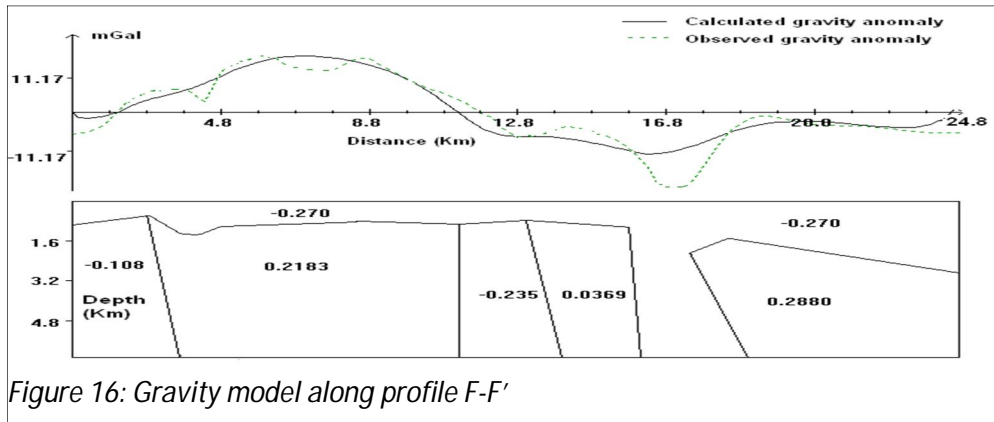 mGal
Calculated gravity anomaly
Observed gravity anomaly
11.17
4.8 8.8 12.8 16.8 20.8 24.8
Distance (Km)
-11.17
-0.270 -0.270
1.6
-0.108 0.2183 -0.235 0.0369 0.2880
3.2
Depth
(Km)
4.8
Figure 16: Gravity model along profile F-F'